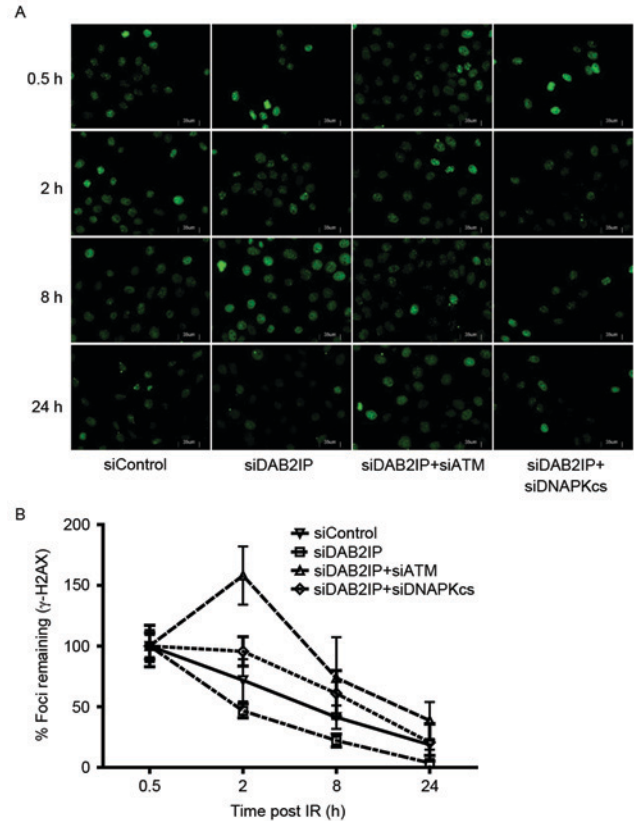 A
0.5 h
2 h
8 h
24 h
siControl
siDAB2IP
siDAB2IP+siATM
siDAB2IP+
siDNAPKcs
B
siControl
siDAB2IP
siDAB2IP+siATM
siDAB2IP+siDNAPKcs
% Foci remaining (γ-H2AX)
200
150
100
50
0
0.5
2
8
24
Time post IR (h)